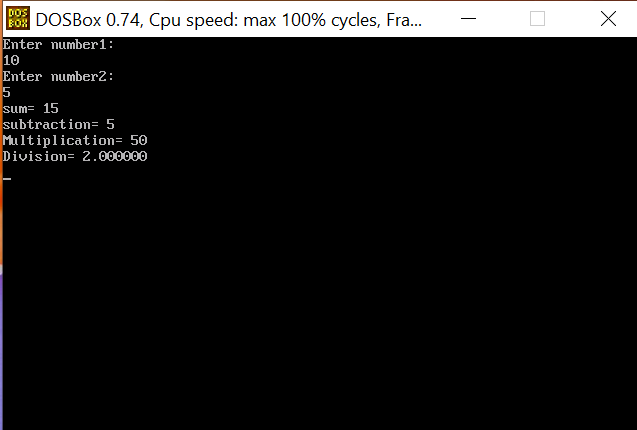 DOS
BOX
DOSBox 0.74, Cpu speed: max 100% cycles, Fra...
Enter number1:
10
Enter number2:
5
sum= 15
subtraction= 5
Multiplication= 50
Division= 2.000000
_